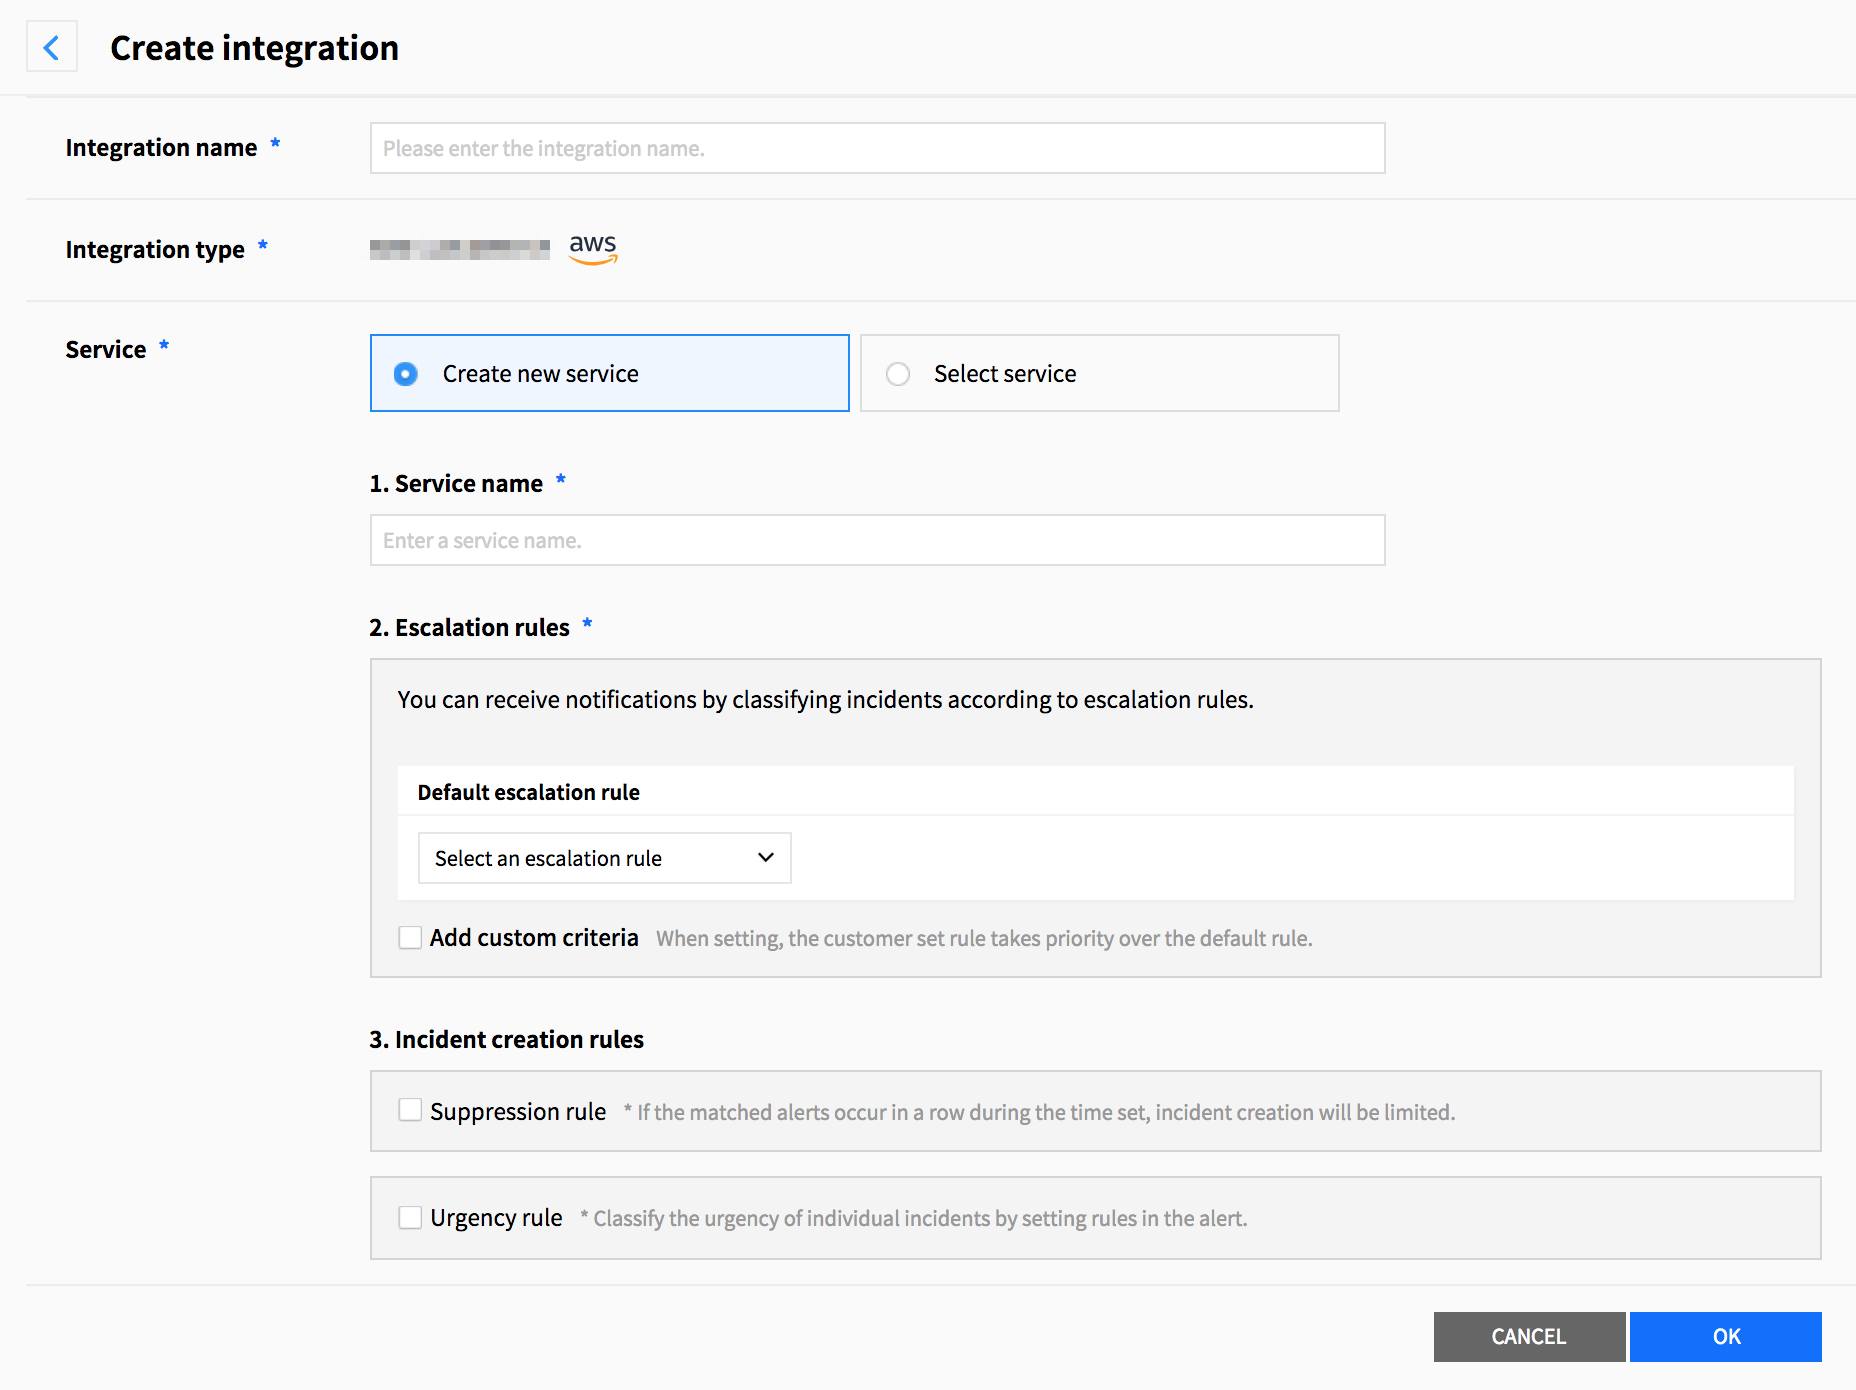 Create integration
Integration name *
Please enter the integration name.
Integration type *
aws
Service *
Create new service
Select service
1. Service name *
Enter a service name.
2. Escalation rules *
You can receive notifications by classifying incidents according to escalation rules.
Default escalation rule
Select an escalation rule
Add custom criteria When setting, the customer set rule takes priority over the default rule.
3. Incident creation rules
Suppression rule * If the matched alerts occur in a row during the time set, incident creation will be limited.
Urgency rule * Classify the urgency of individual incidents by setting rules in the alert.
CANCEL
OK